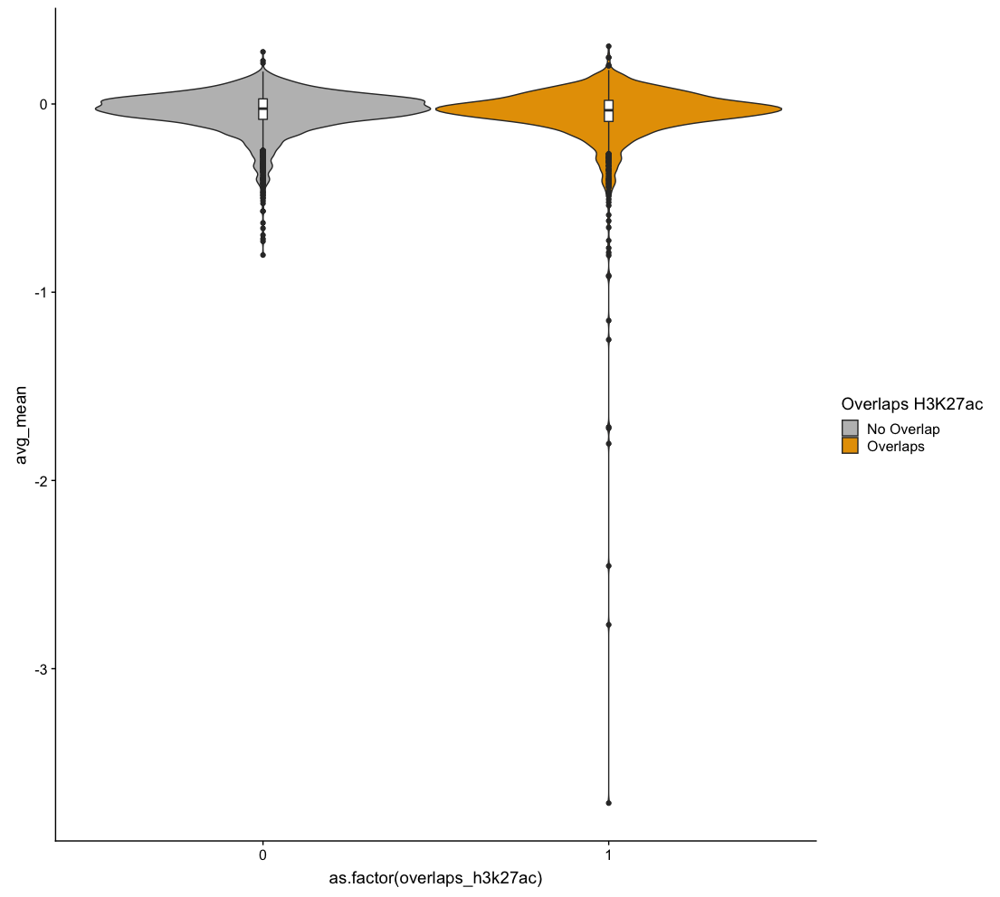 0
-1
-2
-3
avg_mean
0
1
as.factor(overlaps_h3k27ac)
Overlaps H3K27ac
No Overlap
Overlaps